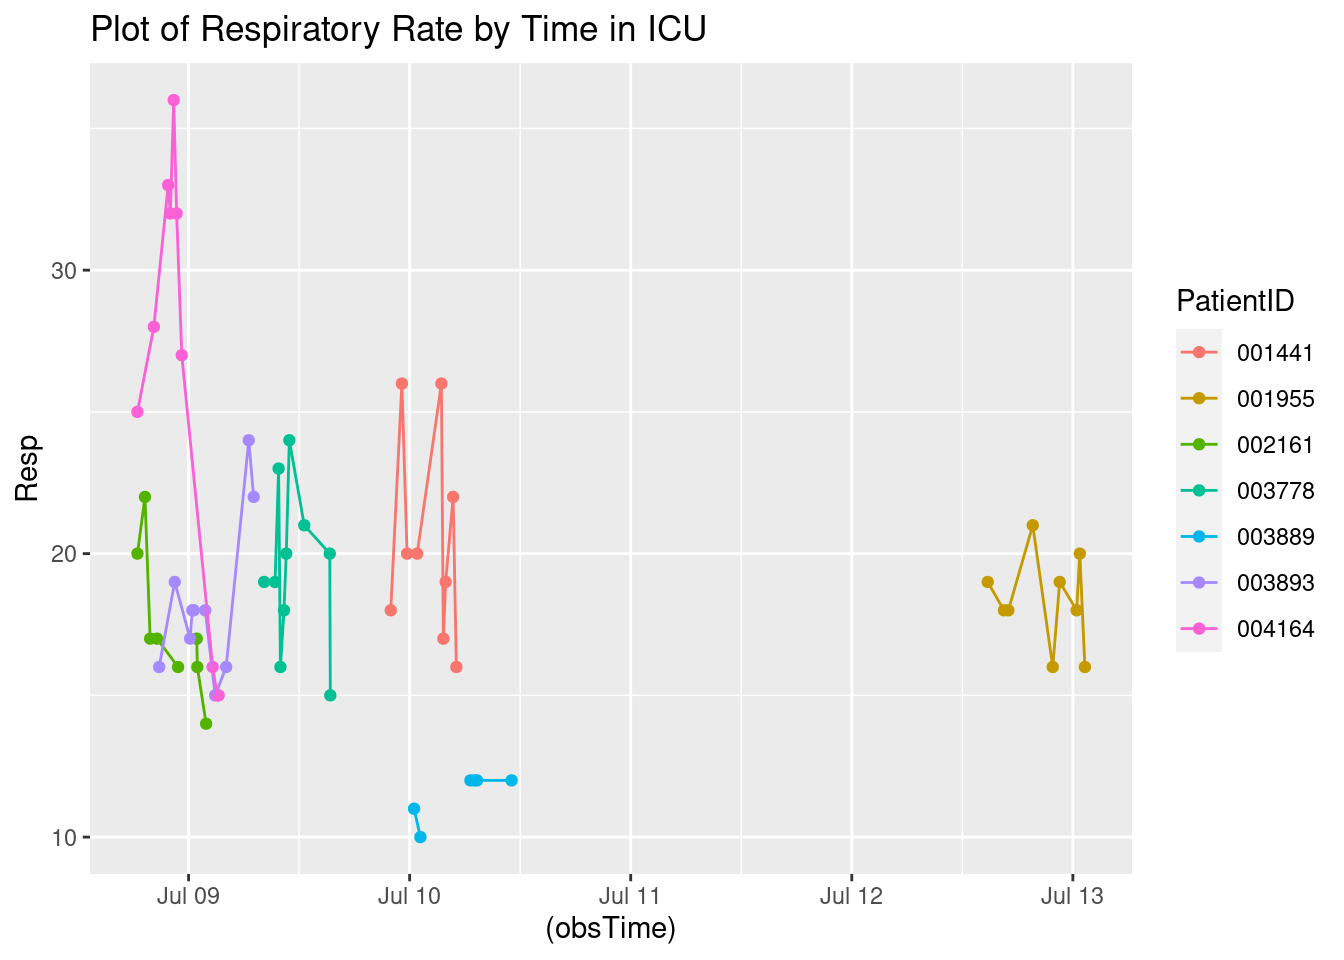 Plot of Respiratory Rate by Time in ICU
Resp
30
20
10
Jul 09
Jul 10
Jul 11
Jul 12
Jul 13
(obsTime)
PatientID
001441
001955
002161
003778
003889
003893
004164